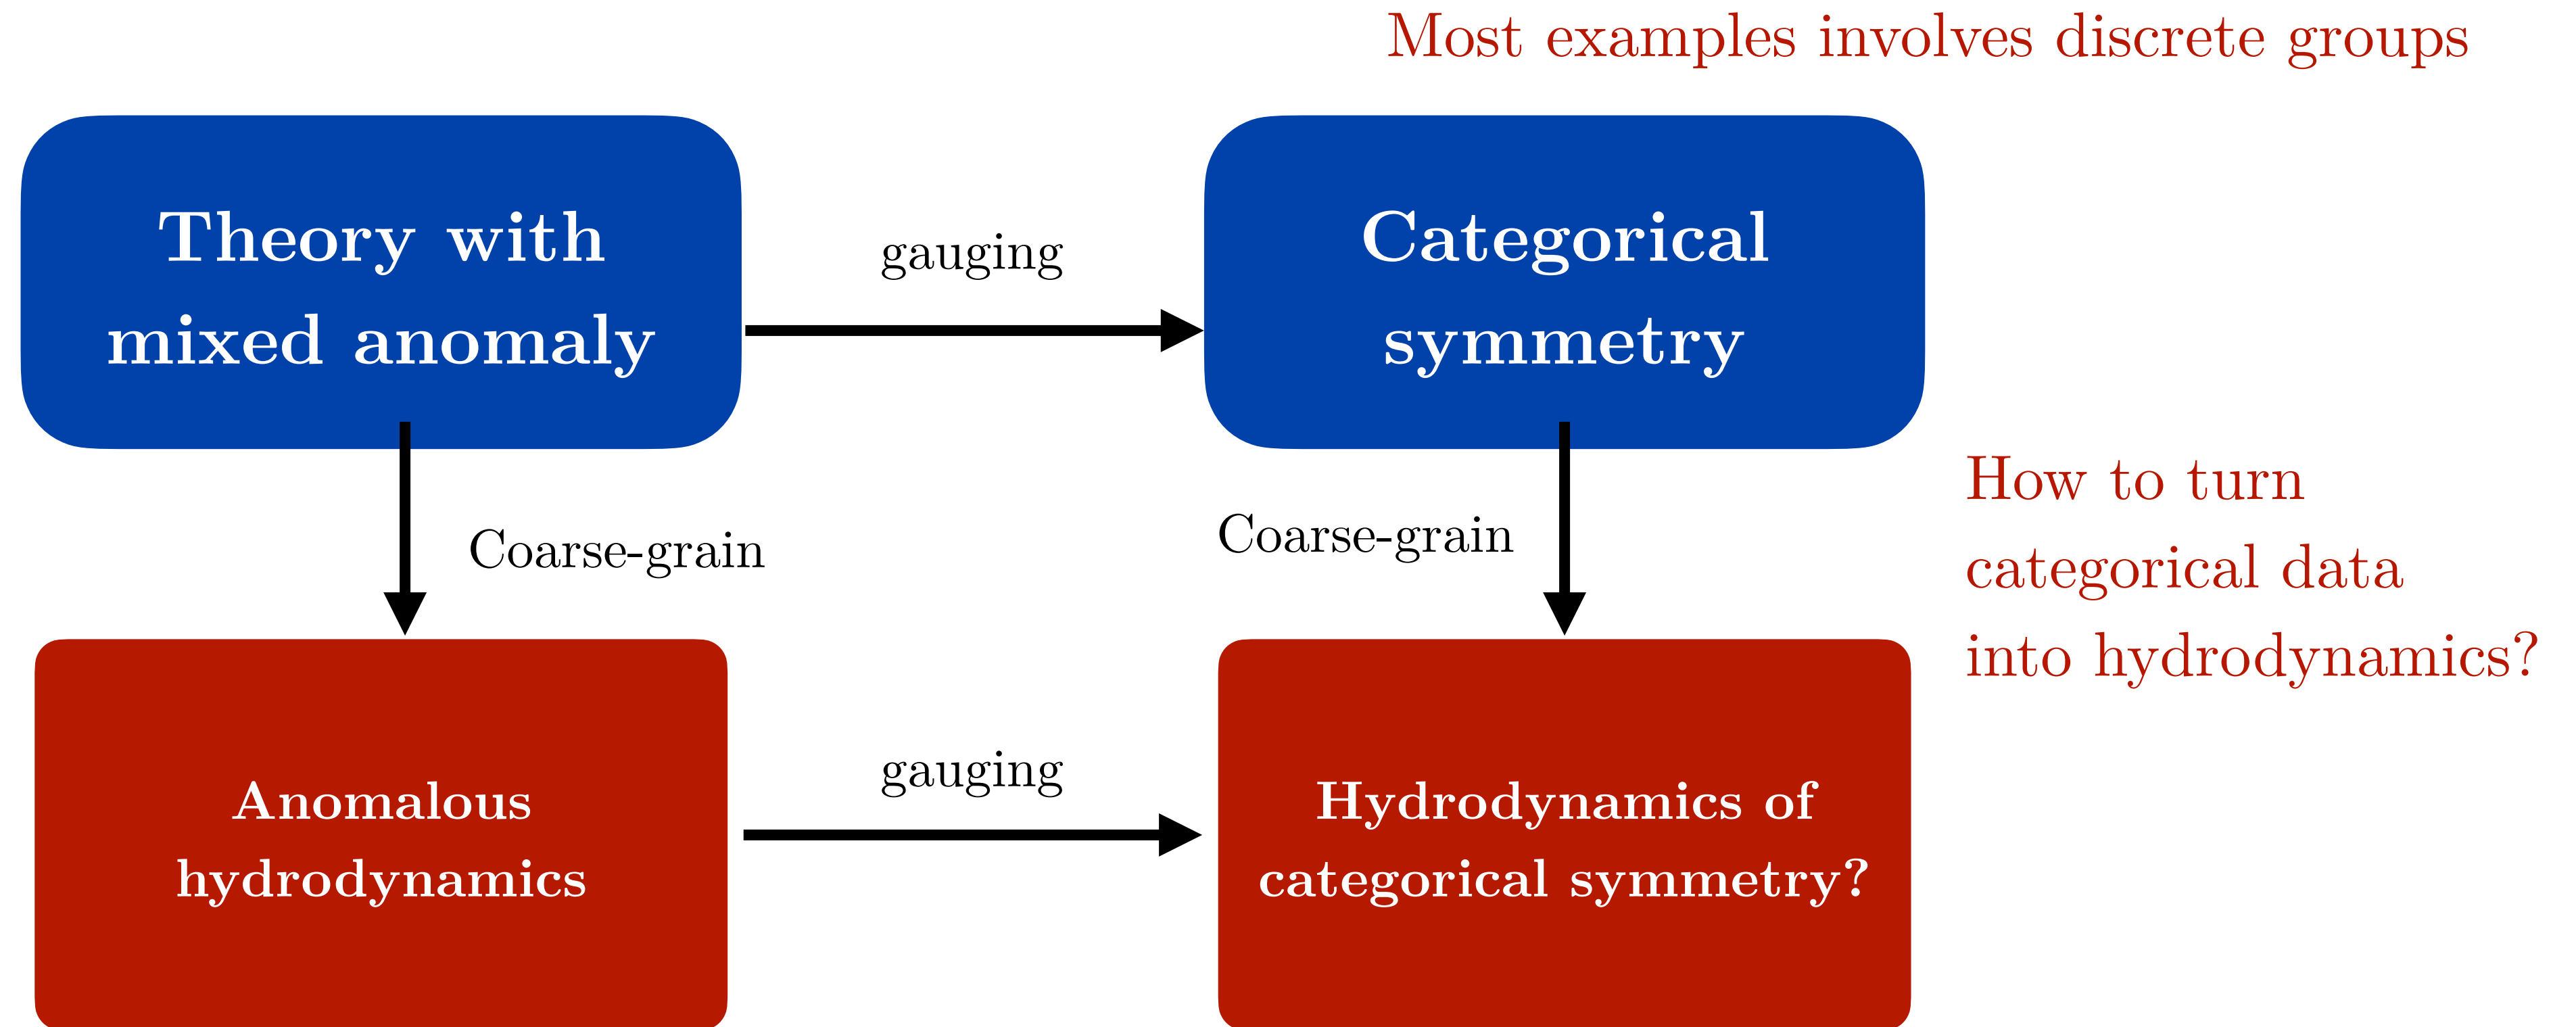 Most examples involves discrete groups
Theory with
mixed anomaly
gauging
Categorical
symmetry
Coarse-grain
Coarse-grain
How to turn
categorical data
into hydrodynamics?
Anomalous
hydrodynamics
gauging
Hydrodynamics of
categorical symmetry?